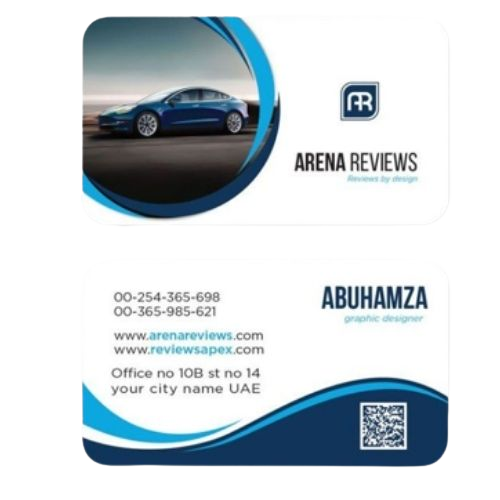 AR
ARENA REVIEWS
Reviews by design
00-254-365-698
00-365-985-621
www.arenareviews.com
www.reviewsapex.com
Office no 10B st no 14
your city name UAE
ABUHAMZA
graphic designer